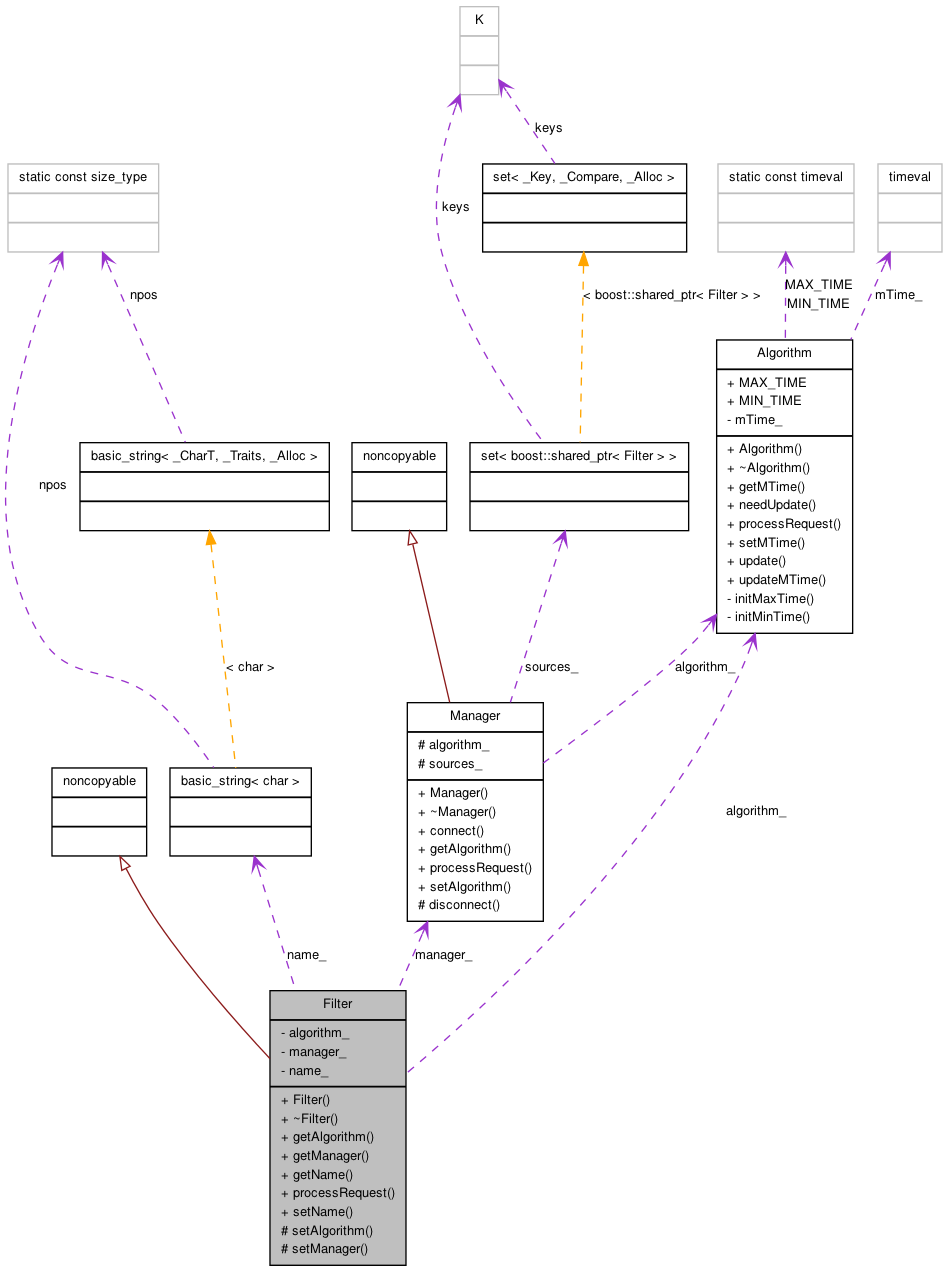 K
keys
static const size_type
set< _Key, _Compare, _Alloc >
static const timeval
timeval
keys
npos
< boost::shared_ptr< Filter > >
MAX_TIME
MIN_TIME
mTime_
Algorithm
+ MAX_TIME
+ MIN_TIME
- mTime_
+ Algorithm()
+ ~Algorithm()
+ getMTime()
+ needUpdate()
+ processRequest()
+ setMTime()
+ update()
+ updateMTime()
- initMaxTime()
- initMinTime()
basic_string< _CharT, _Traits, _Alloc >
noncopyable
set< boost::shared_ptr< Filter > >
npos
< char >
sources_
algorithm_
Manager
# algorithm_
# sources_
+ Manager()
+ ~Manager()
+ connect()
+ getAlgorithm()
+ processRequest()
+ setAlgorithm()
# disconnect()
noncopyable
basic_string< char >
algorithm_
name_
manager_
Filter
- algorithm_
- manager_
- name_
+ Filter()
+ ~Filter()
+ getAlgorithm()
+ getManager()
+ getName()
+ processRequest()
+ setName()
# setAlgorithm()
# setManager()